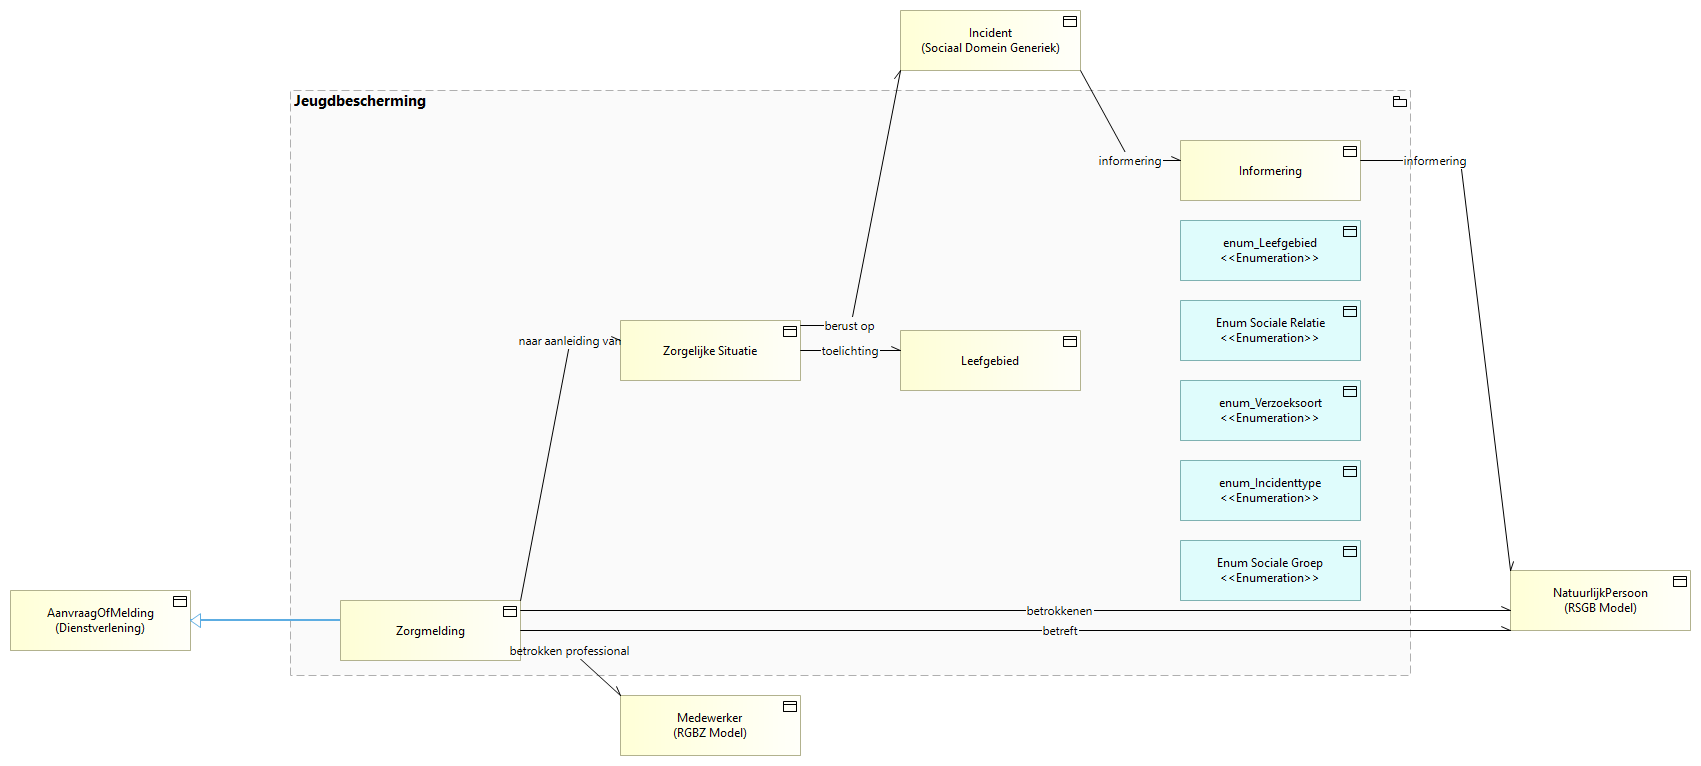 Incident
(Sociaal Domein Generiek)
Jeugdbescherming
informering
Informering
informering
enum_Leefgebied
<<Enumeration>>
Enum Sociale Relatie
<<Enumeration>>
berust op
naar aanleiding van
Zorgelijke Situatie
toelichting
Leefgebied
enum_Verzoeksoort
<<Enumeration>>
enum_Incidenttype
<<Enumeration>>
Enum Sociale Groep
<<Enumeration>>
AanvraagOfMelding
(Dienstverlening)
Zorgmelding
betrokkenen
betreft
NatuurlijkPersoon
(RSGB Model)
betrokken professional
Medewerker
(RGBZ Model)